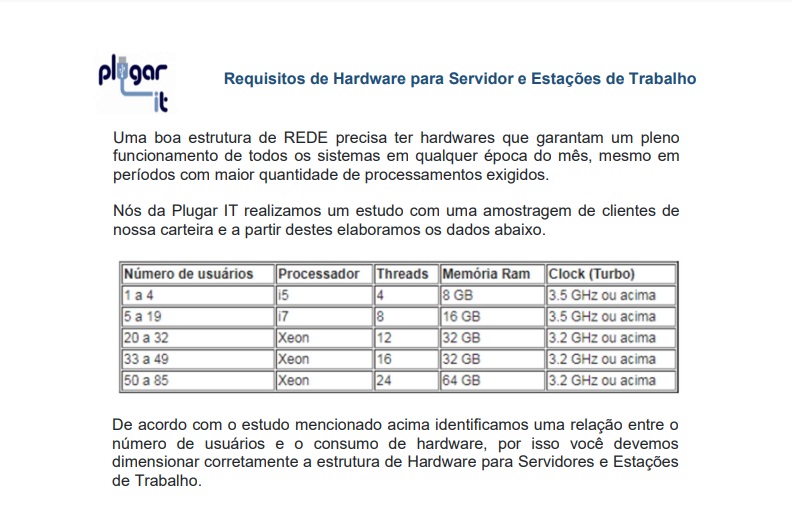 plugar
it
Requisitos de Hardware para Servidor e Estações de Trabalho
Uma boa estrutura de REDE precisa ter hardwares que garantam um pleno
funcionamento de todos os sistemas em qualquer época do mês, mesmo em
períodos com maior quantidade de processamentos exigidos.
Nós da Plugar IT realizamos um estudo com uma amostragem de clientes de
nossa carteira e a partir destes elaboramos os dados abaixo.
Número de usuários Processador Threads Memória Ram Clock (Turbo)
1 a 4 i5 4 8 GB 3.5 GHz ou acima
5 a 19 i7 8 16 GB 3.5 GHz ou acima
20 a 32 Xeon 12 32 GB 3.2 GHz ou acima
33 a 49 Xeon 16 32 GB 3.2 GHz ou acima
50 a 85 Xeon 24 64 GB 3.2 GHz ou acima
De acordo com o estudo mencionado acima identificamos uma relação entre o
número de usuários e o consumo de hardware, por isso você devemos
dimensionar corretamente a estrutura de Hardware para Servidores e Estações
de Trabalho.